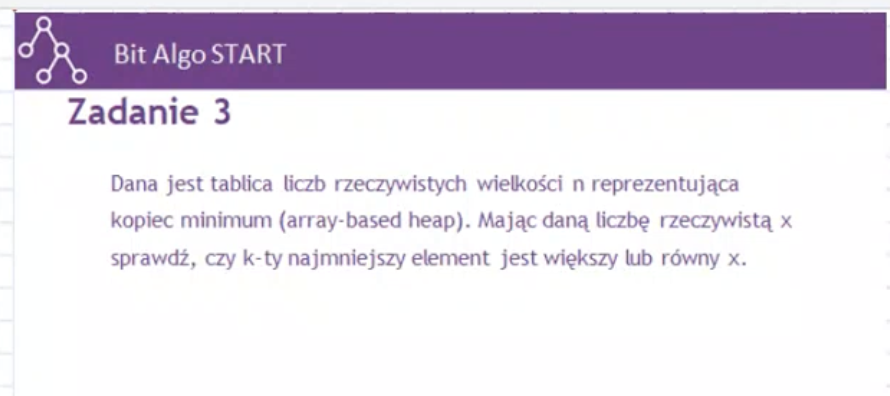 Bit Algo START
Zadanie 3
Dana jest tablica liczb rzeczywistych wielkości n reprezentująca
kopiec minimum (array-based heap). Mając daną liczbę rzeczywistą x
sprawdź, czy k-ty najmniejszy element jest większy lub równy x.